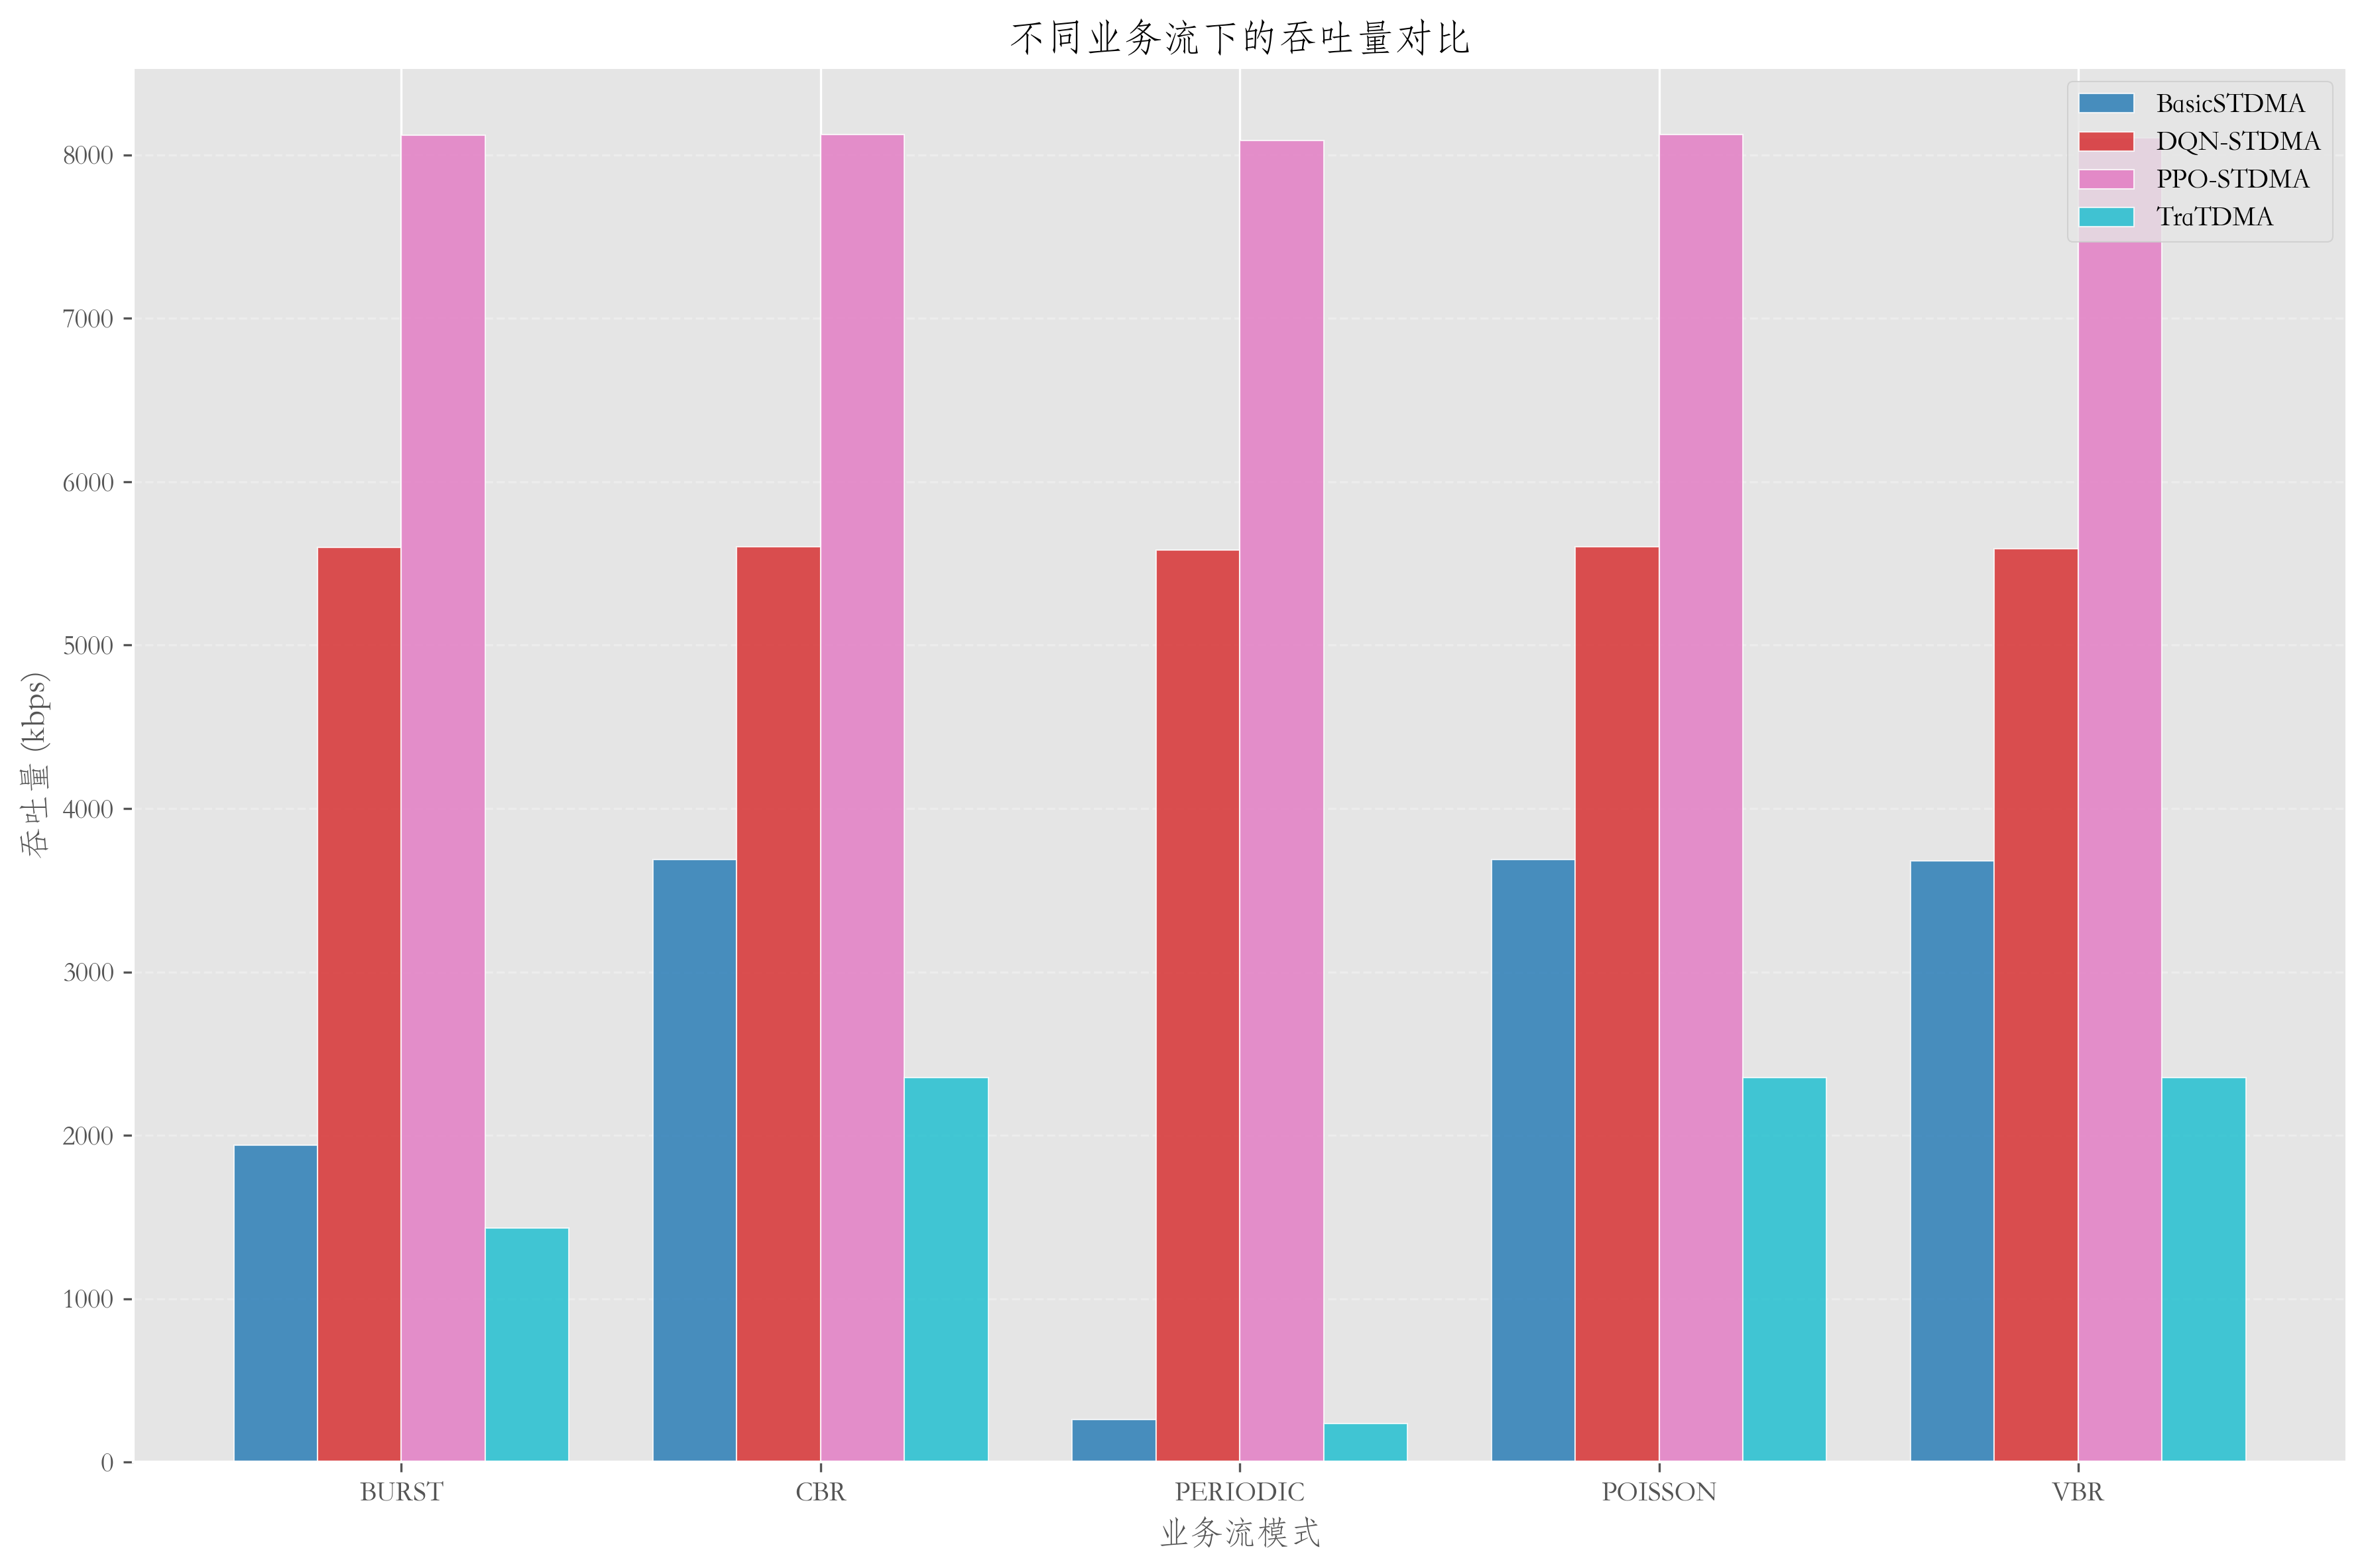 不同业务流下的吞吐量对比
BasicSTDMA
DQN-STDMA
PPO-STDMA
TraTDMA
吞吐量 (kbps)
8000
7000
6000
5000
4000
3000
2000
1000
0
BURST
CBR
PERIODIC
POISSON
VBR
业务流模式